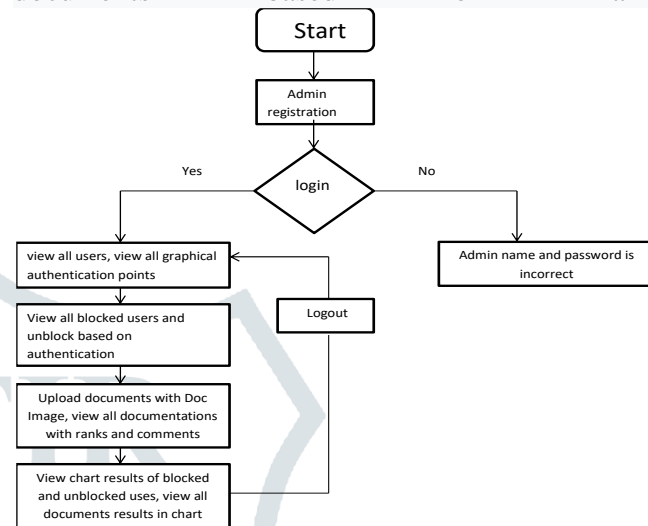 Start
Admin
registration
login
Yes
No
view all users, view all graphical
authentication points
Admin name and password is
incorrect
View all blocked users and
unblock based on
authentication
Logout
Upload documents with Doc
Image, view all documentations
with ranks and comments
View chart results of blocked
and unblocked uses, view all
documents results in chart